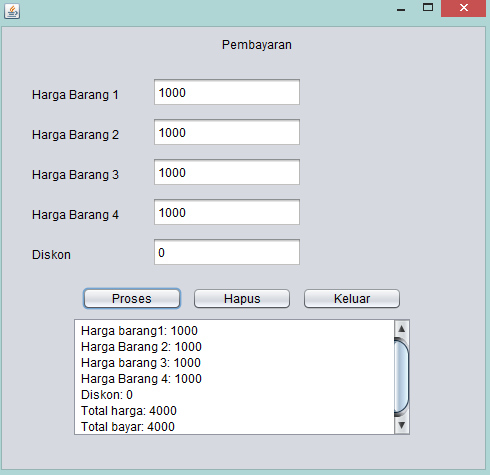 Pembayaran
Harga Barang 1 1000
Harga Barang 2 1000
Harga Barang 3 1000
Harga Barang 4 1000
Diskon 0
Proses Hapus Keluar
Harga barang1: 1000
Harga Barang 2: 1000
Harga barang 3: 1000
Harga Barang 4: 1000
Diskon: 0
Total harga: 4000
Total bayar: 4000